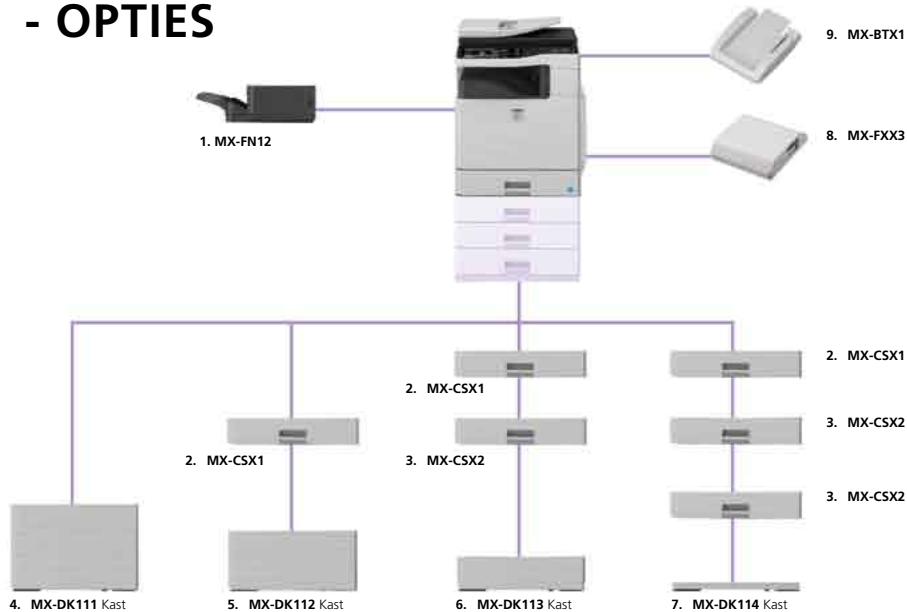 - OPTIES
9. MX-BTX1
1. MX-FN12
8. MX-FXX3
2. MX-CSX1
2. MX-CSX1
3. MX-CSX2
2. MX-CSX1
3. MX-CSX2
3. MX-CSX2
4. MX-DK111 Kast
5. MX-DK112 Kast
6. MX-DK113 Kast
7. MX-DK114 Kast